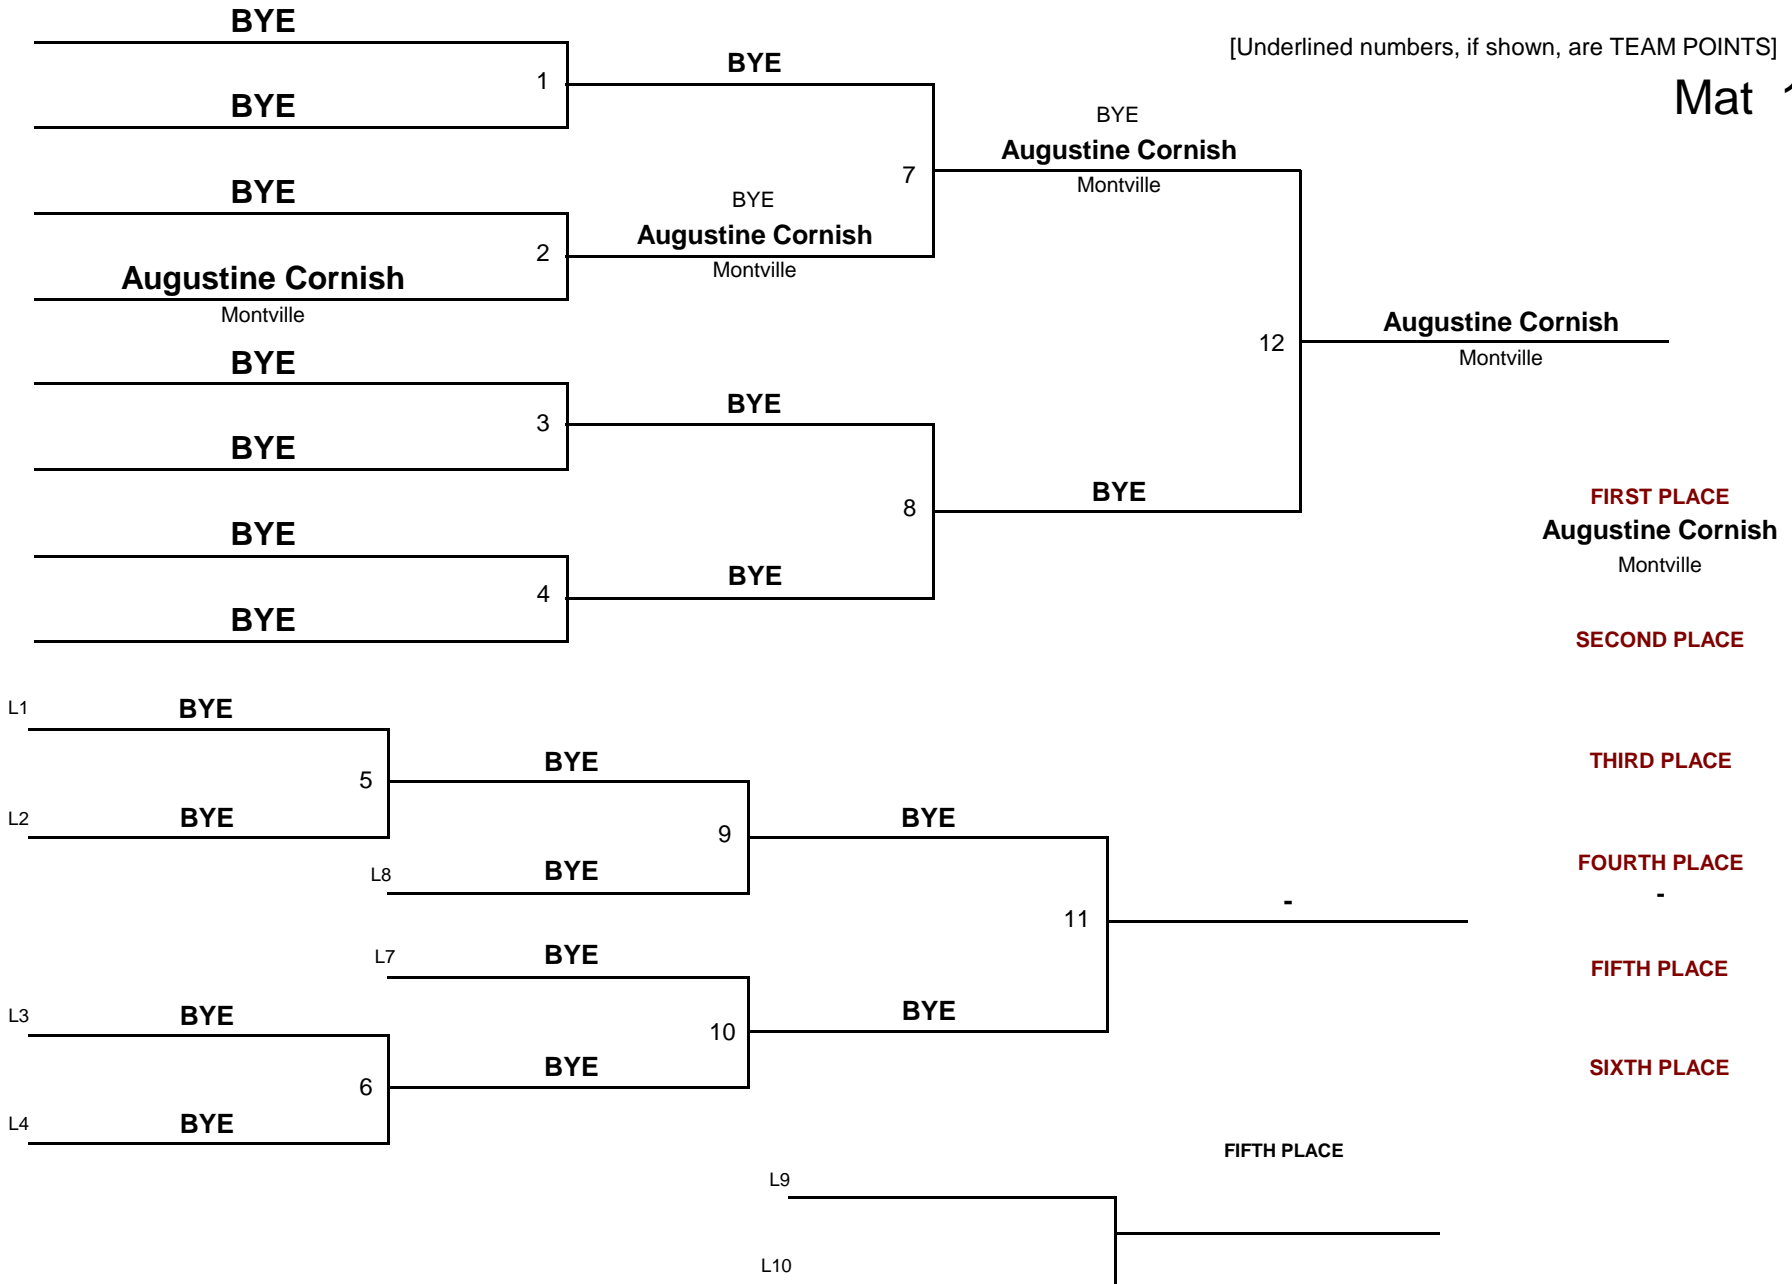 BYE
[Underlined numbers, if shown, are TEAM POINTS]
1
BYE
BYE
Mat 1
BYE
BYE
Augustine Cornish
Montville
7
BYE
2
BYE
Augustine Cornish
Montville
Augustine Cornish
Montville
12
Augustine Cornish
Montville
BYE
3
BYE
BYE
8
BYE
FIRST PLACE
Augustine Cornish
Montville
BYE
4
BYE
BYE
SECOND PLACE
L1
BYE
5
BYE
THIRD PLACE
L2
BYE
9
BYE
L8
BYE
FOURTH PLACE
-
11
-
L7
BYE
FIFTH PLACE
L3
BYE
10
BYE
6
BYE
SIXTH PLACE
L4
BYE
FIFTH PLACE
L9
L10